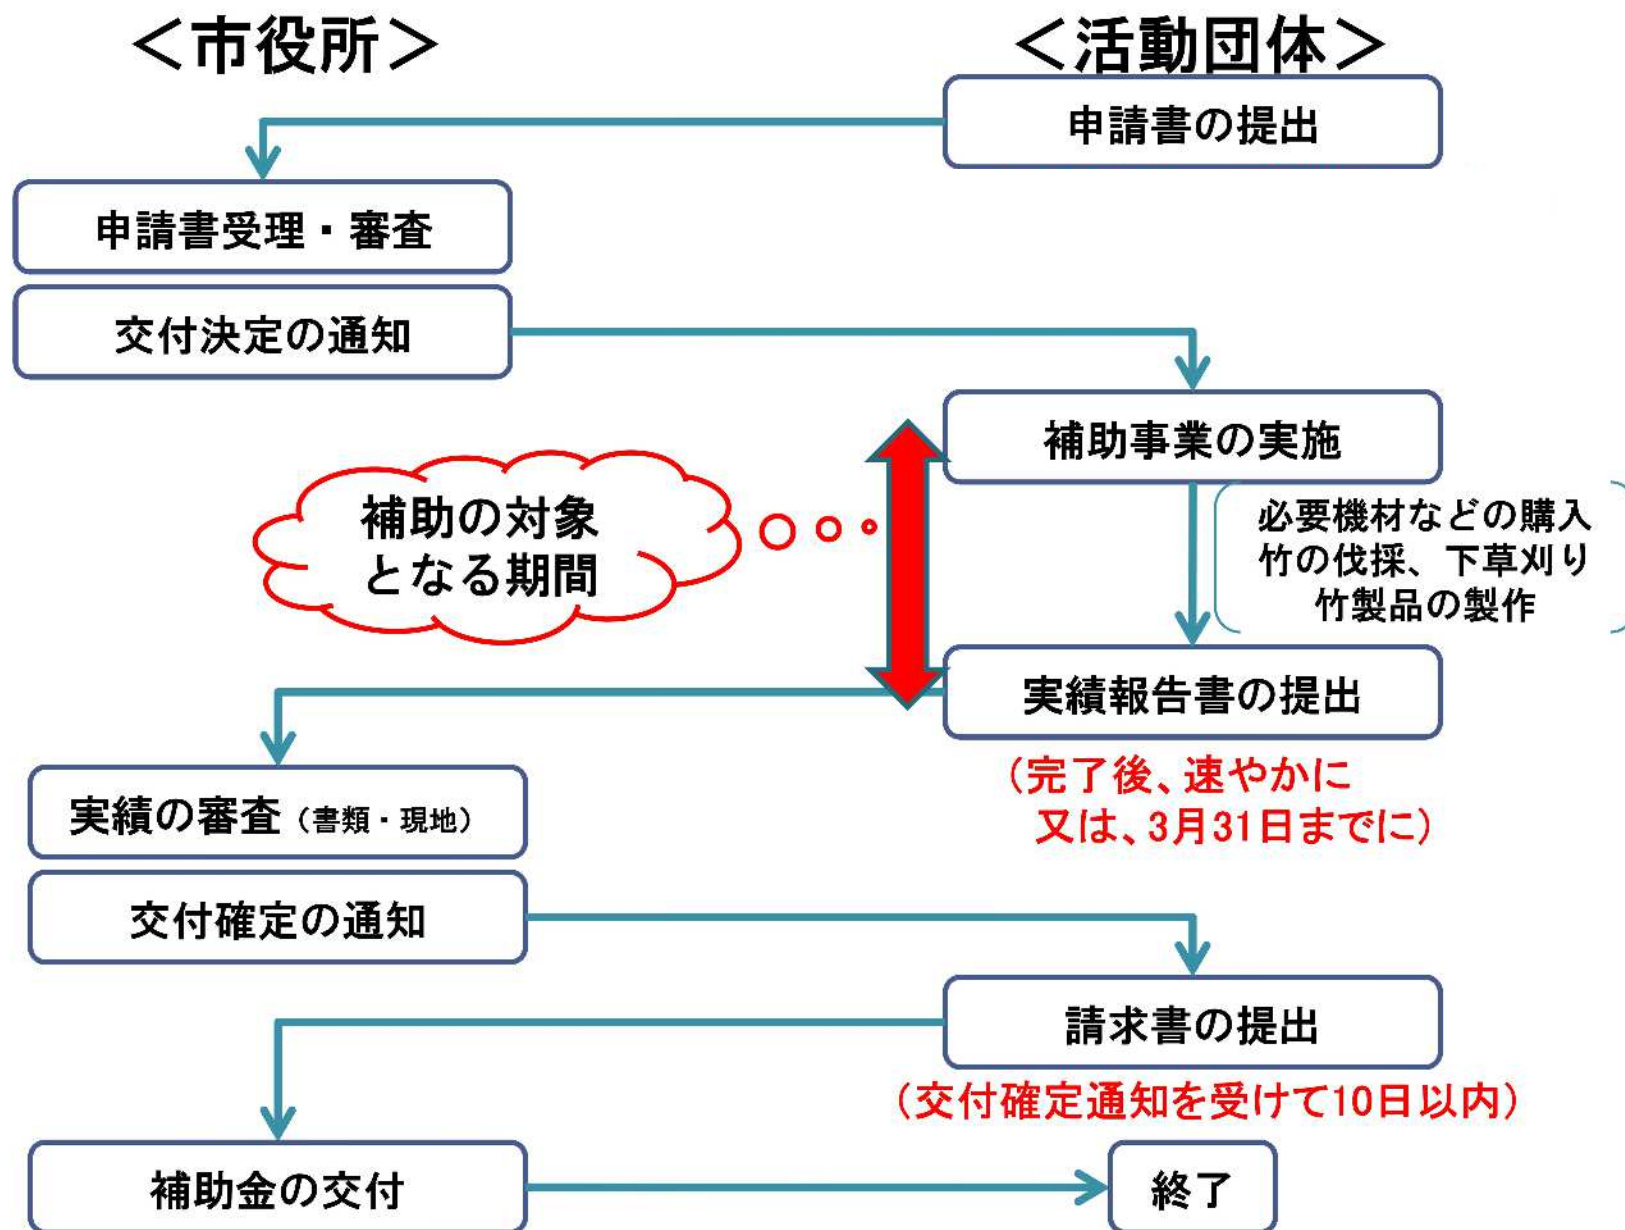 ＜市役所＞
＜活動団体＞
申請書の提出
申請書受理・審査
交付決定の通知
補助事業の実施
補助の対象
となる期間
必要機材などの購入
竹の伐採、下草刈り
竹製品の製作
実績報告書の提出
（完了後、速やかに
又は、3月31日までに）
実績の審査（書類・現地）
交付確定の通知
請求書の提出
（交付確定通知を受けて10日以内）
補助金の交付
終了